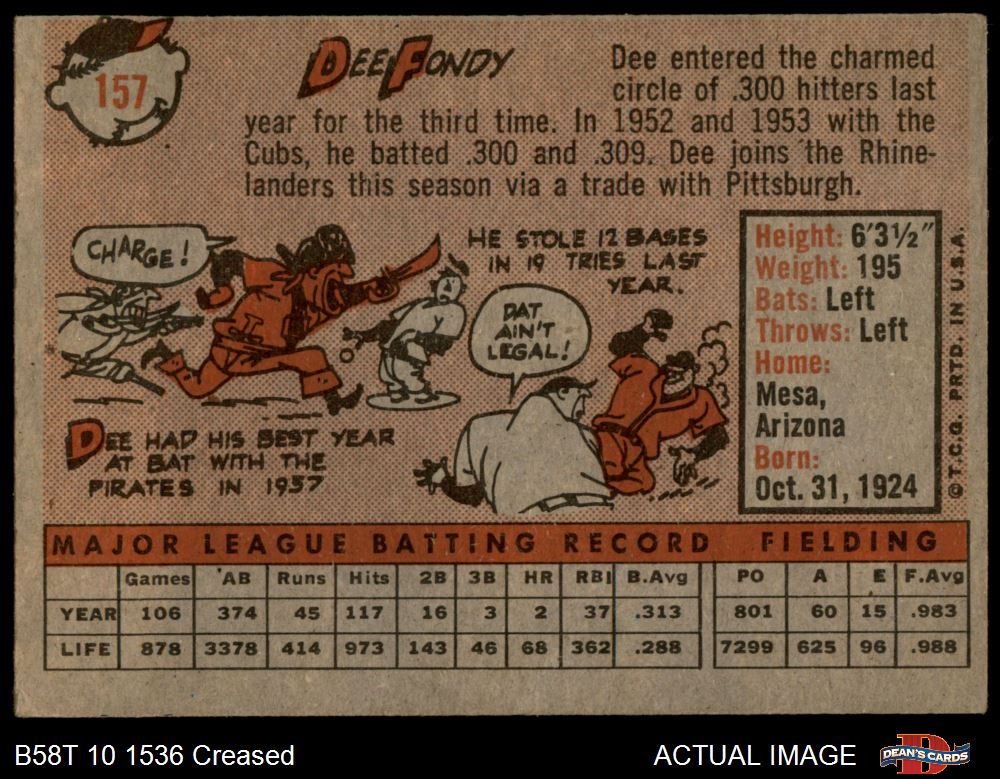 157
DEE FONDY
Dee entered the charmed
circle of .300 hitters last
year for the third time. In 1952 and 1953 with the
Cubs, he batted .300 and .309. Dee joins the Rhine-
landers this season via a trade with Pittsburgh.
CHARGE!
HE STOLE 12 BASES
IN 19 TRIES LAST
YEAR.
DAT
AIN'T
LEGAL!
DEE HAD HIS BEST YEAR
AT BAT WITH THE
PIRATES IN 1957
Height: 6'3½"
Weight: 195
Bats: Left
Throws: Left
Home:
Mesa,
Arizona
Born:
Oct. 31, 1924
© T.C.G. PRTD. IN U.S.A.
MAJOR LEAGUE BATTING RECORD FIELDING
Games AB Runs Hits 2B 3B HR RBI B.Avg PO A E F.Avg
YEAR 106 374 45 117 16 3 2 37 .313 801 60 15 .983
LIFE 878 3378 414 973 143 46 68 362 .288 7299 625 96 .988
B58T 10 1536 Creased
ACTUAL IMAGE
D
DEAN'S CARDS